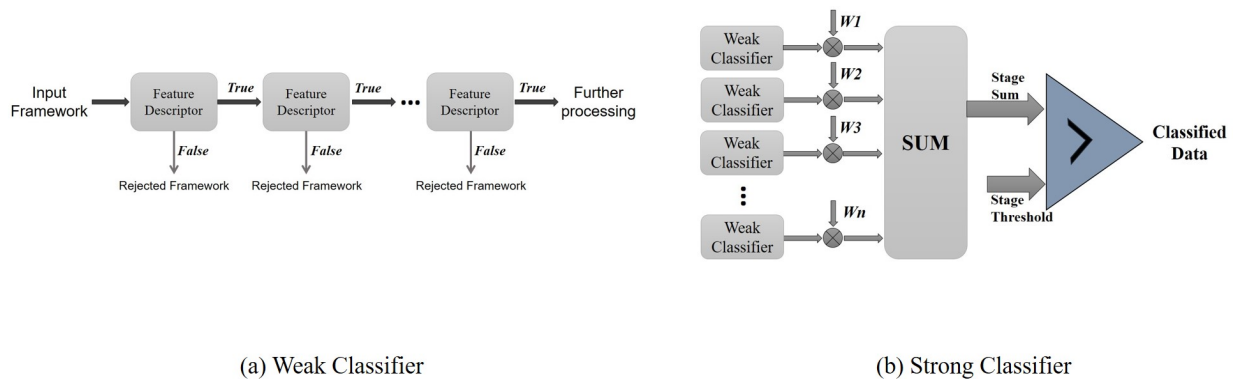 Input
Framework
Feature
Descriptor
True
Feature
Descriptor
True
...
Feature
Descriptor
True
Further
processing
False
False
False
Rejected Framework
Rejected Framework
Rejected Framework
(a) Weak Classifier
Weak
Classifier
W1
Weak
Classifier
W2
Weak
Classifier
W3
Weak
Classifier
Wn
SUM
Stage
Sum
>
Stage
Threshold
Classified
Data
(b) Strong Classifier